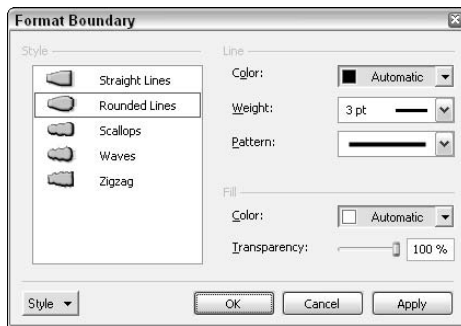 Format Boundary
Style
Straight Lines
Rounded Lines
Scallops
Waves
Zigzag
Line
Color: Automatic
Weight: 3 pt
Pattern:
Fill
Color: Automatic
Transparency: 100 %
Style
OK Cancel Apply